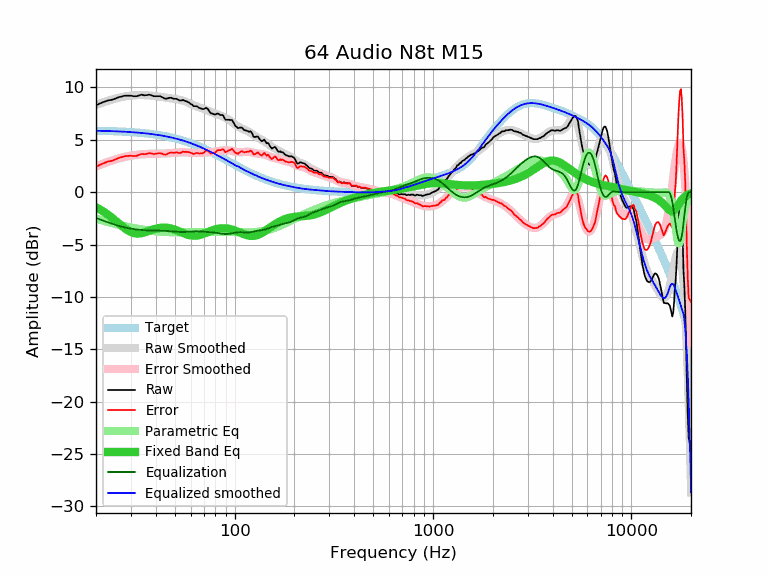 64 Audio N8t M15
Amplitude (dBr)
10
5
0
−5
−10
−15
−20
−25
−30
Target
Raw Smoothed
Error Smoothed
Raw
Error
Parametric Eq
Fixed Band Eq
Equalization
Equalized smoothed
100
1000
10000
Frequency (Hz)